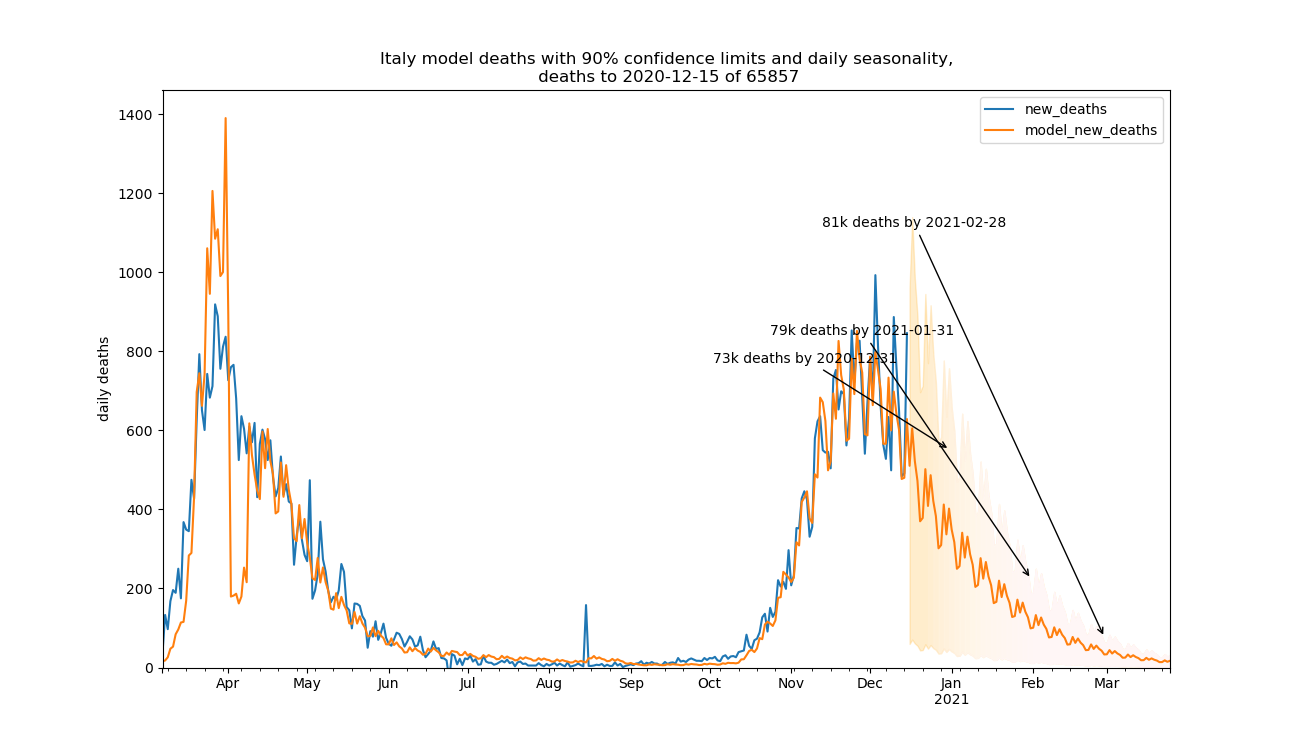 Italy model deaths with 90% confidence limits and daily seasonality,
deaths to 2020-12-15 of 65857
new_deaths
model_new_deaths
81k deaths by 2021-02-28
79k deaths by 2021-01-31
73k deaths by 2020-12-31
daily deaths
1400
1200
1000
800
600
400
200
0
Apr May Jun Jul Aug Sep Oct Nov Dec Jan Feb Mar
2021